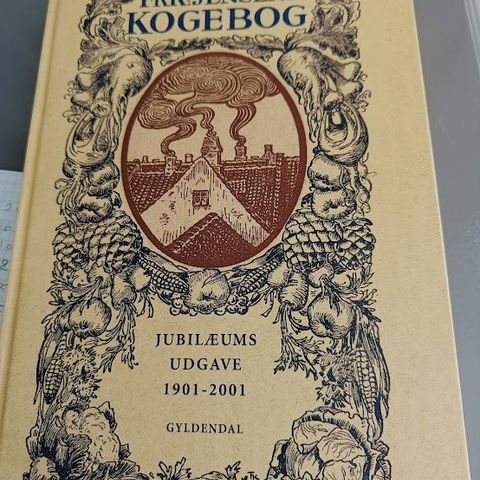 KOGEBOG
JUBILÆUMS
UDGAVE
1901-2001
GYLDENDAL